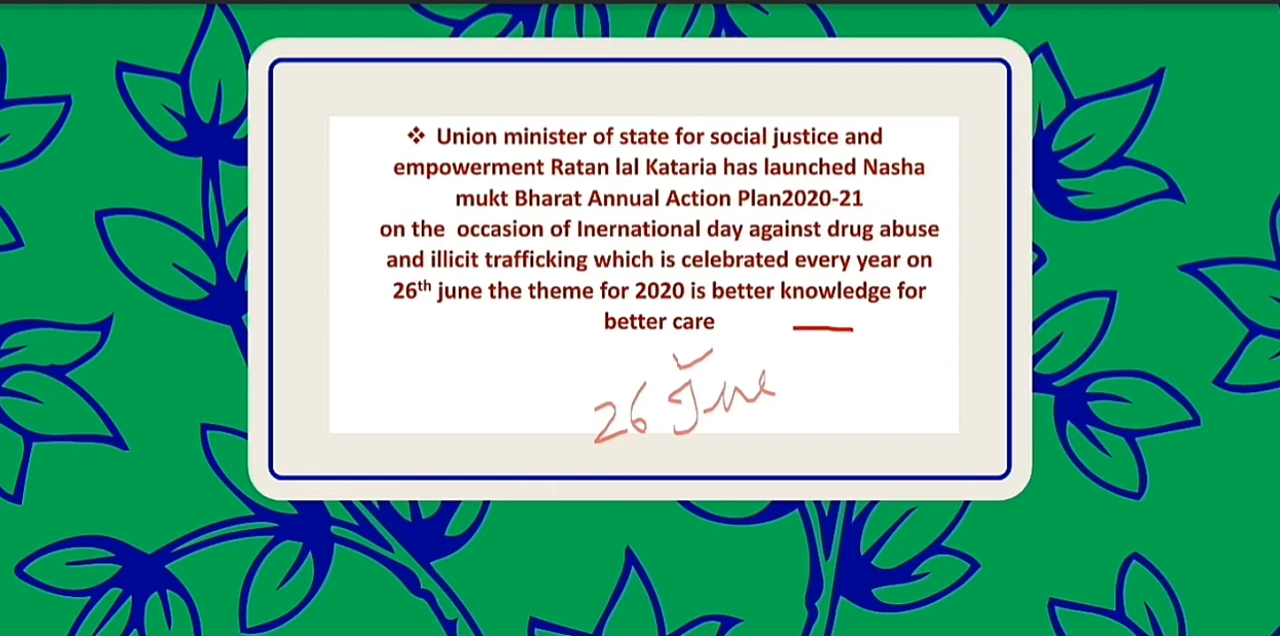 ❖ Union minister of state for social justice and
empowerment Ratan lal Kataria has launched Nasha
mukt Bharat Annual Action Plan2020-21
on the occasion of Inernational day against drug abuse
and illicit trafficking which is celebrated every year on
26th june the theme for 2020 is better knowledge for
better care
26 June